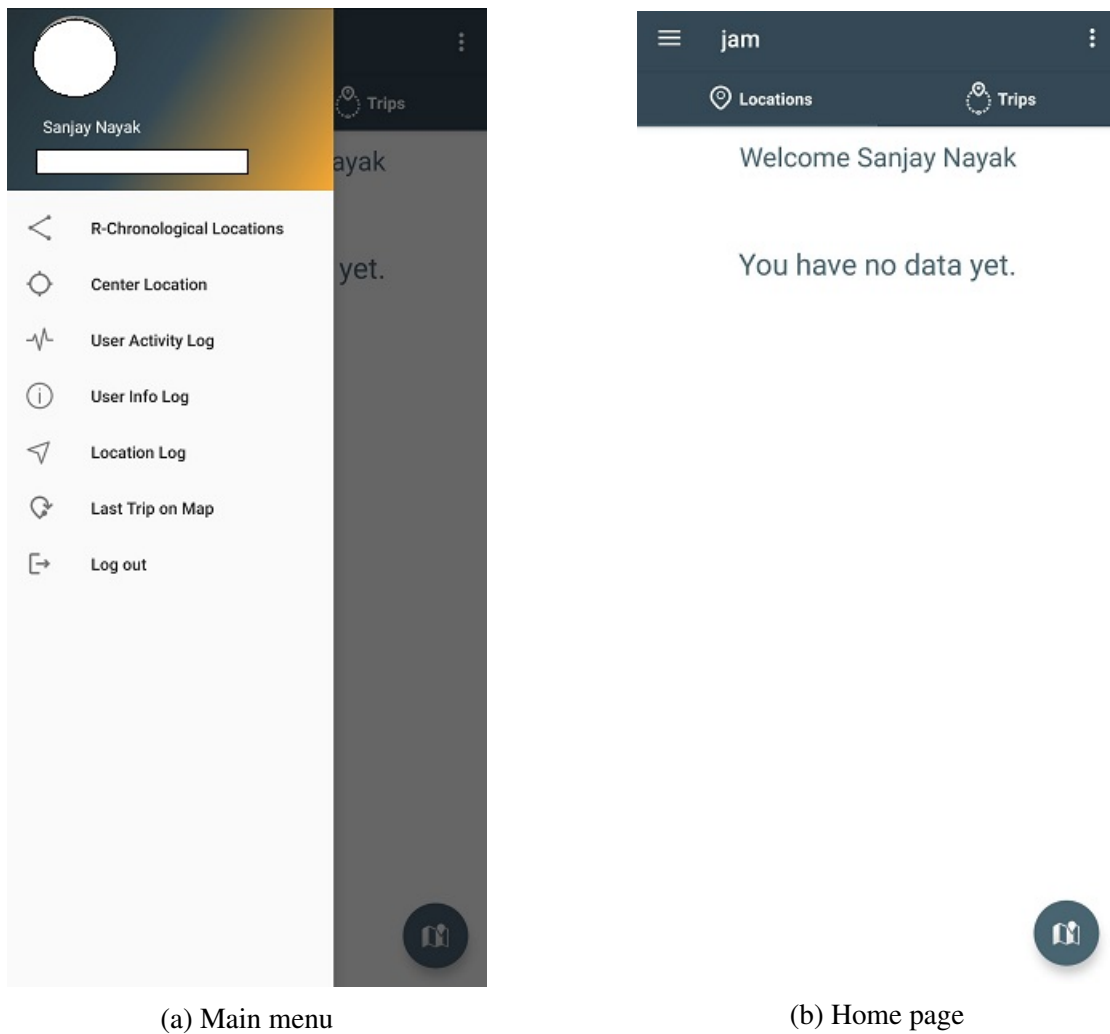 Trips
Sanjay Nayak
ayak
R-Chronological Locations
yet.
Center Location
User Activity Log
User Info Log
Location Log
Last Trip on Map
Log out
(a) Main menu
jam
Locations
Trips
Welcome Sanjay Nayak
You have no data yet.
(b) Home page